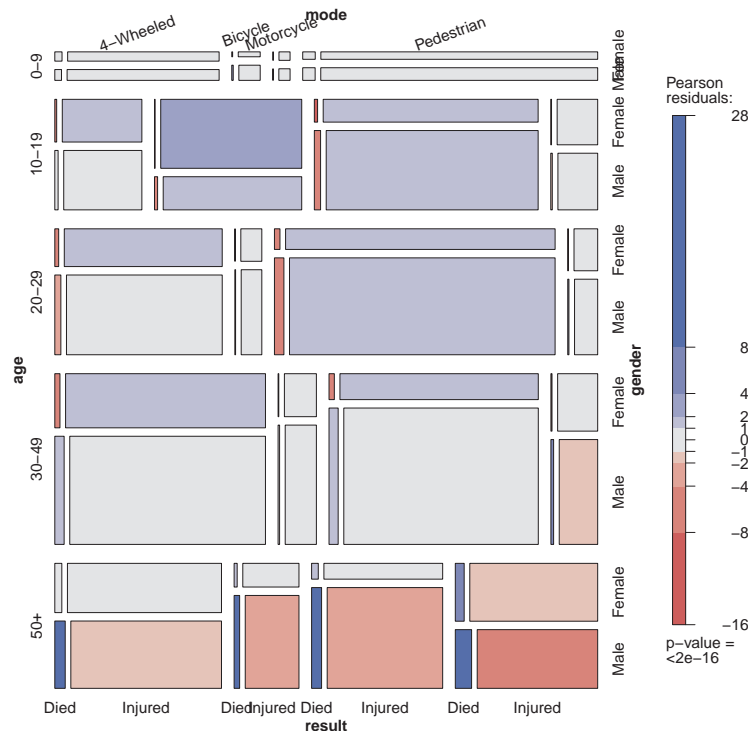 mode
4−Wheeled
Bicycle
Motorcycle
Pedestrian
age
0−9
10−19
20−29
30−49
50+
Female
Male
Female
Male
Female
Male
Female
Male
Female
Male
gender
Died
Injured
Died
Injured
Died
Injured
Died
Injured
result
Pearson
residuals:
28
8
4
2
1
0
−1
−2
−4
−8
−16
p−value =
<2e−16